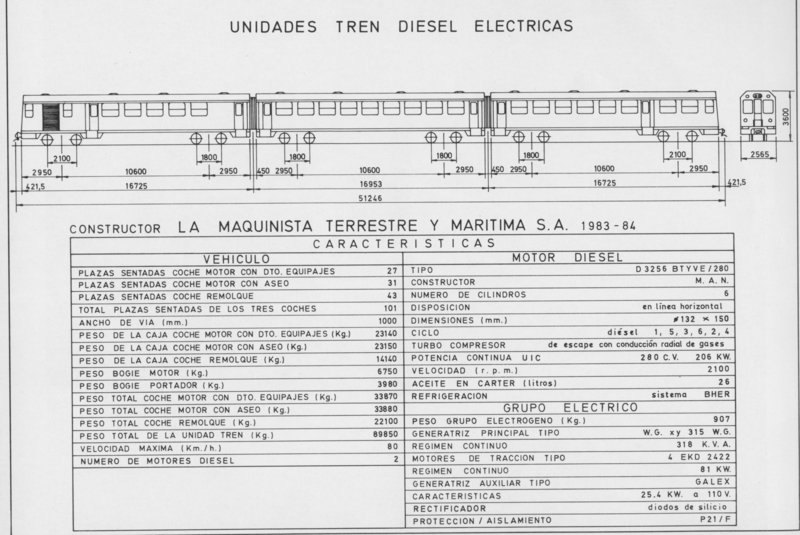 UNIDADES TREN DIESEL ELECTRICAS
3600
2100 1800 1800 1800 1800 2100 2565
2950 10600 2950 450 2950 10600 2950 450 2950 10600 2950
421,5 16725 16953 16725 421,5
51246
CONSTRUCTOR LA MAQUINISTA TERRESTRE Y MARITIMA S.A. 1983-84
CARACTERISTICAS
VEHICULO
PLAZAS SENTADAS COCHE MOTOR CON DTO. EQUIPAJES 27
PLAZAS SENTADAS COCHE MOTOR CON ASEO 31
PLAZAS SENTADAS COCHE REMOLQUE 43
TOTAL PLAZAS SENTADAS DE LOS TRES COCHES 101
ANCHO DE VIA (mm.) 1000
PESO DE LA CAJA COCHE MOTOR CON DTO. EQUIPAJES (Kg.) 23140
PESO DE LA CAJA COCHE MOTOR CON ASEO (Kg.) 23150
PESO DE LA CAJA COCHE REMOLQUE (Kg.) 14140
PESO BOGIE MOTOR (Kg.) 6750
PESO BOGIE PORTADOR (Kg.) 3980
PESO TOTAL COCHE MOTOR CON DTO. EQUIPAJES (Kg.) 33870
PESO TOTAL COCHE MOTOR CON ASEO (Kg.) 33880
PESO TOTAL COCHE REMOLQUE (Kg.) 22100
PESO TOTAL DE LA UNIDAD TREN (Kg.) 89850
VELOCIDAD MAXIMA (Km./h.) 80
NUMERO DE MOTORES DIESEL 2
MOTOR DIESEL
TIPO D 3256 BTYVE/280
CONSTRUCTOR M. A. N.
NUMERO DE CILINDROS 6
DISPOSICION en línea horizontal
DIMENSIONES (mm.) ø132 × 150
CICLO diésel 1, 5, 3, 6, 2, 4
TURBO COMPRESOR de escape con conducción radial de gases
POTENCIA CONTINUA UIC 280 C.V. 206 KW.
VELOCIDAD (r. p. m.) 2100
ACEITE EN CARTER (litros) 26
REFRIGERACION sistema BHER
GRUPO ELECTRICO
PESO GRUPO ELECTROGENO (Kg.) 907
GENERATRIZ PRINCIPAL TIPO W.G. xy 315 W.G.
REGIMEN CONTINUO 318 K.V.A.
MOTORES DE TRACCION TIPO 4 EKD 2422
REGIMEN CONTINUO 81 KW.
GENERATRIZ AUXILIAR TIPO GALEX
CARACTERISTICAS 25.4 KW. a 110 V.
RECTIFICADOR diodos de silicio
PROTECCION / AISLAMIENTO P21/F